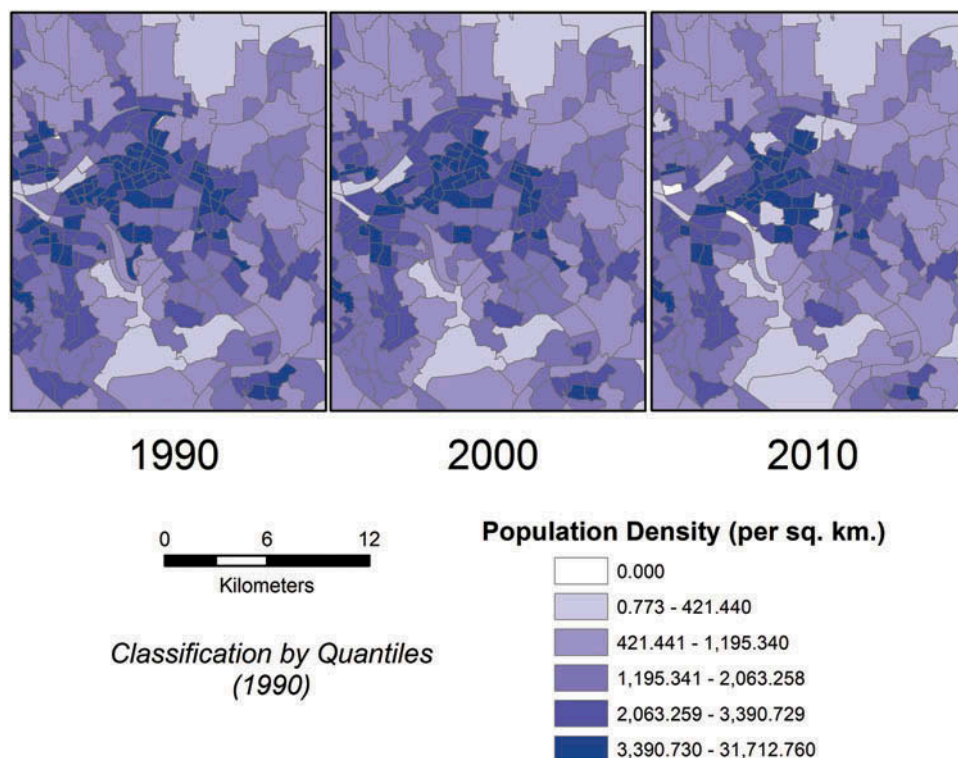 1990
2000
2010
0
6
12
Kilometers
Classification by Quantiles
(1990)
Population Density (per sq. km.)
0.000
0.773 - 421.440
421.441 - 1,195.340
1,195.341 - 2,063.258
2,063.259 - 3,390.729
3,390.730 - 31,712.760